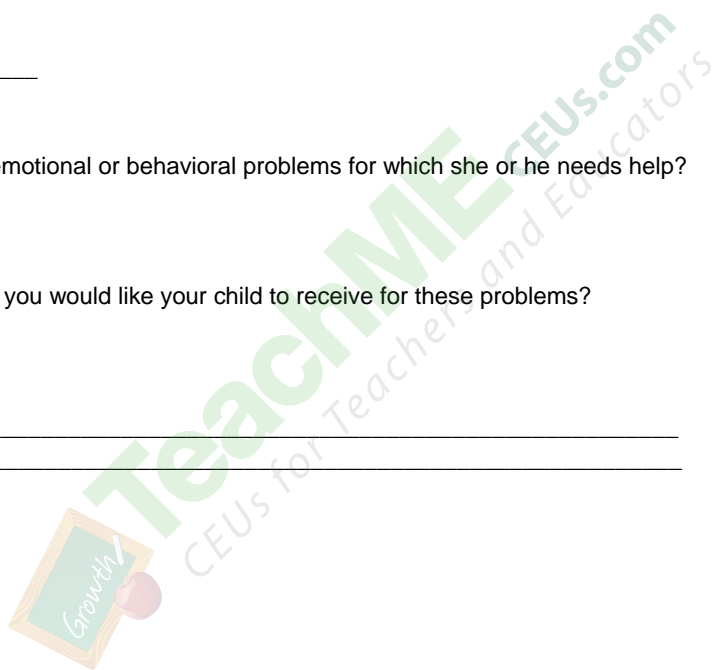 emotional or behavioral problems for which she or he needs help?
you would like your child to receive for these problems?
TeachME CEUs.com
CEUs for Teachers and Educators
Growth